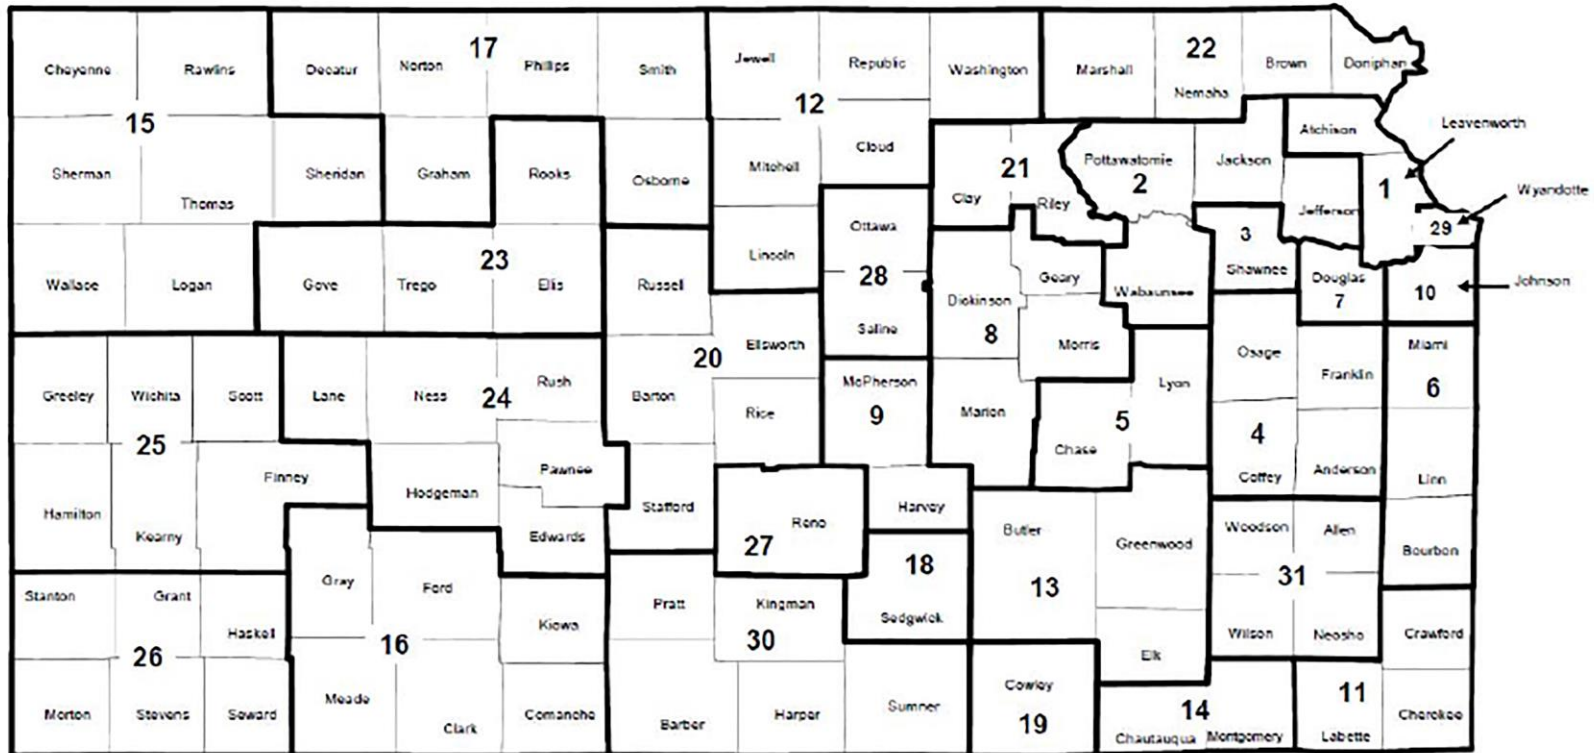 17
22
Cheyenne Rawlins Decatur Norton Phillips Smith Jewell Republic Washington Marshall Nemaha Brown Doniphan
15
12
Leavenworth
Atchison
Sherman Thomas Sheridan Graham Rooks Osborne Mitchell Cloud
21
Clay Riley
Pottawatomie
2
Jackson
Jefferson
1
Wyandotte
29
Ottawa
28
Saline
Lincoln
3
Shawnee
Douglas
7
10
Johnson
Wallace Logan Gove Trego Ellis Russell
23
Dickinson
8
Geary
Wabaunsee
Morris
Ellsworth
20
Osage
Franklin
Miami
6
Greeley Wichita Scott Lane Ness Rush Barton Rice
24
25
McPherson
9
Marion
Lyon
5
Chase
4
Coffey Anderson
Linn
Finney
Hamilton Kearny
Hodgeman
Pawnee
Edwards
Stafford
Reno
27
Harvey
Butler
Greenwood
13
Woodson Allen
31
Wilson Neosho
Bourbon
Stanton Grant Haskell
26
Morton Stevens Seward
Gray Ford
16
Meade Clark
Kiowa
Comanche
Pratt Kingman
30
Barber Harper Sumner
18
Sedgwick
Elk
Cowley
19
14
Chautauqua Montgomery
11
Labette
Crawford
Cherokee